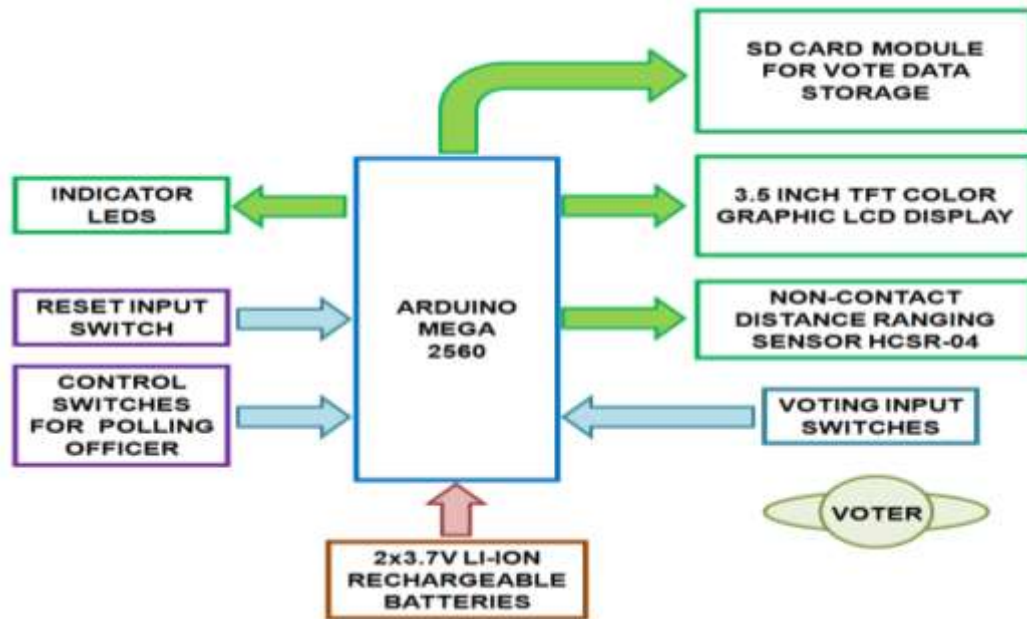 SD CARD MODULE
FOR VOTE DATA
STORAGE
INDICATOR
LEDS
3.5 INCH TFT COLOR
GRAPHIC LCD DISPLAY
RESET INPUT
SWITCH
ARDUINO
MEGA
2560
NON-CONTACT
DISTANCE RANGING
SENSOR HCSR-04
CONTROL
SWITCHES
FOR POLLING
OFFICER
VOTING INPUT
SWITCHES
VOTER
2x3.7V LI-ION
RECHARGEABLE
BATTERIES